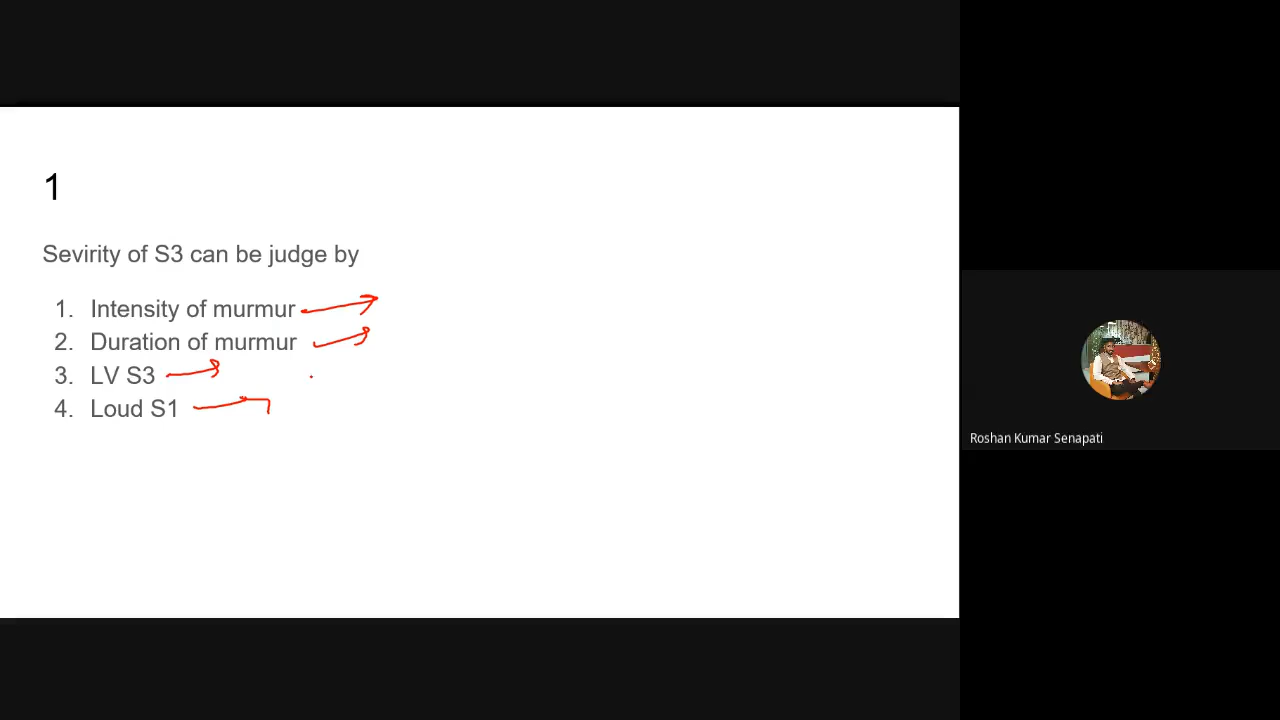 1
Sevirity of S3 can be judge by
1. Intensity of murmur
2. Duration of murmur
3. LV S3
4. Loud S1
Roshan Kumar Senapati